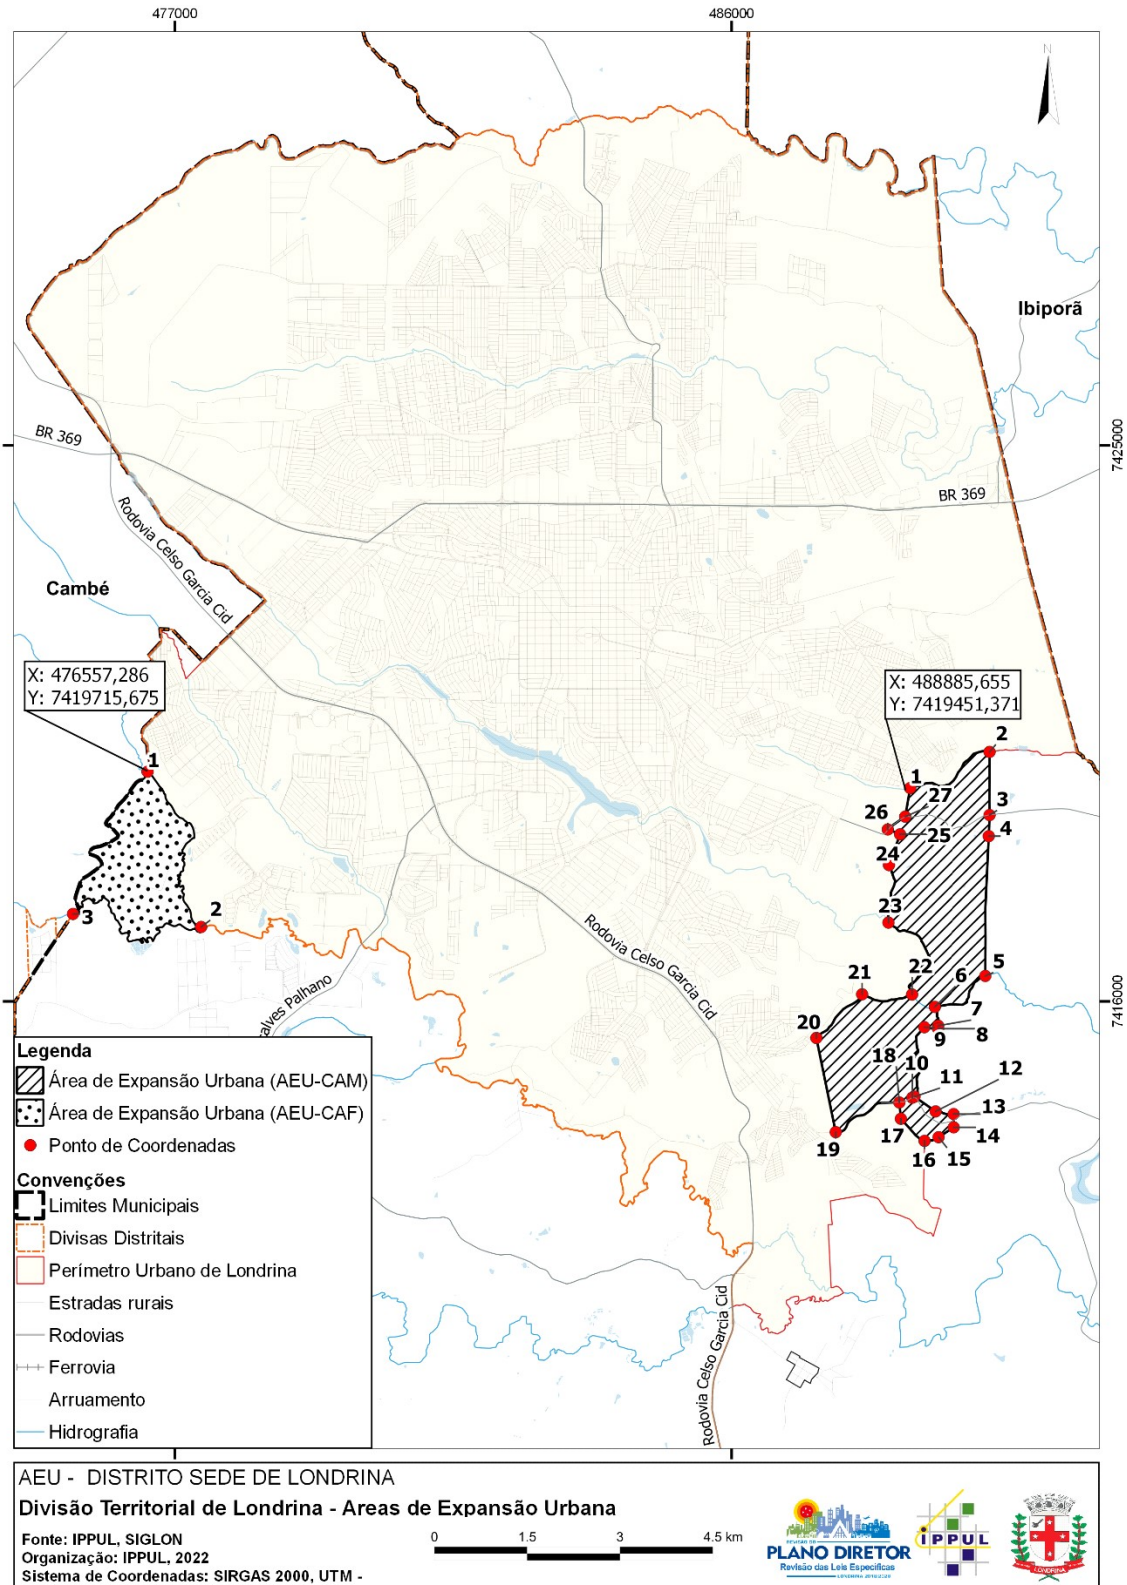 477000
486000
N
Ibiporã
7425000
BR 369
BR 369
Rodovia Celso Garcia Cid
Cambé
X: 476557,286
Y: 7419715,675
X: 488885,655
Y: 7419451,371
1
2
3
1
2
3
4
5
6
7
8
9
10
11
12
13
14
15
16
17
18
19
20
21
22
23
24
25
26
27
Rodovia Celso Garcia Cid
7416000
alves Palhano
Rodovia Celso Garcia Cid
Legenda
Área de Expansão Urbana (AEU-CAM)
Área de Expansão Urbana (AEU-CAF)
Ponto de Coordenadas
Convenções
Limites Municipais
Divisas Distritais
Perímetro Urbano de Londrina
Estradas rurais
Rodovias
Ferrovia
Arruamento
Hidrografia
AEU - DISTRITO SEDE DE LONDRINA
Divisão Territorial de Londrina - Areas de Expansão Urbana
Fonte: IPPUL, SIGLON
Organização: IPPUL, 2022
Sistema de Coordenadas: SIRGAS 2000, UTM -
0 1.5 3 4.5 km
REVISÃO DO
PLANO DIRETOR
Revisão das Leis Específicas
LONDRINA 2018/2028
IPPUL
LONDRINA